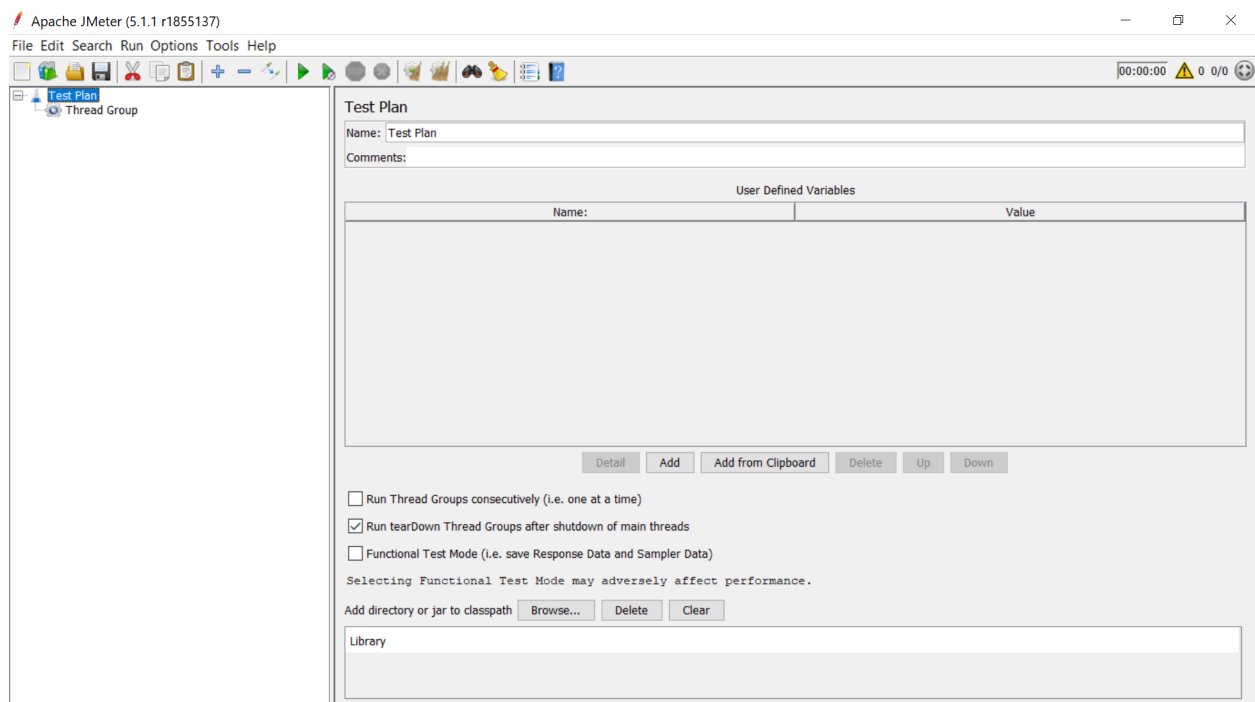 Apache JMeter (5.1.1 r1855137)
File Edit Search Run Options Tools Help
00:00:00 0 0/0
Test Plan
Thread Group
Test Plan
Name: Test Plan
Comments:
User Defined Variables
Name: Value
Detail Add Add from Clipboard Delete Up Down
Run Thread Groups consecutively (i.e. one at a time)
Run tearDown Thread Groups after shutdown of main threads
Functional Test Mode (i.e. save Response Data and Sampler Data)
Selecting Functional Test Mode may adversely affect performance.
Add directory or jar to classpath Browse... Delete Clear
Library